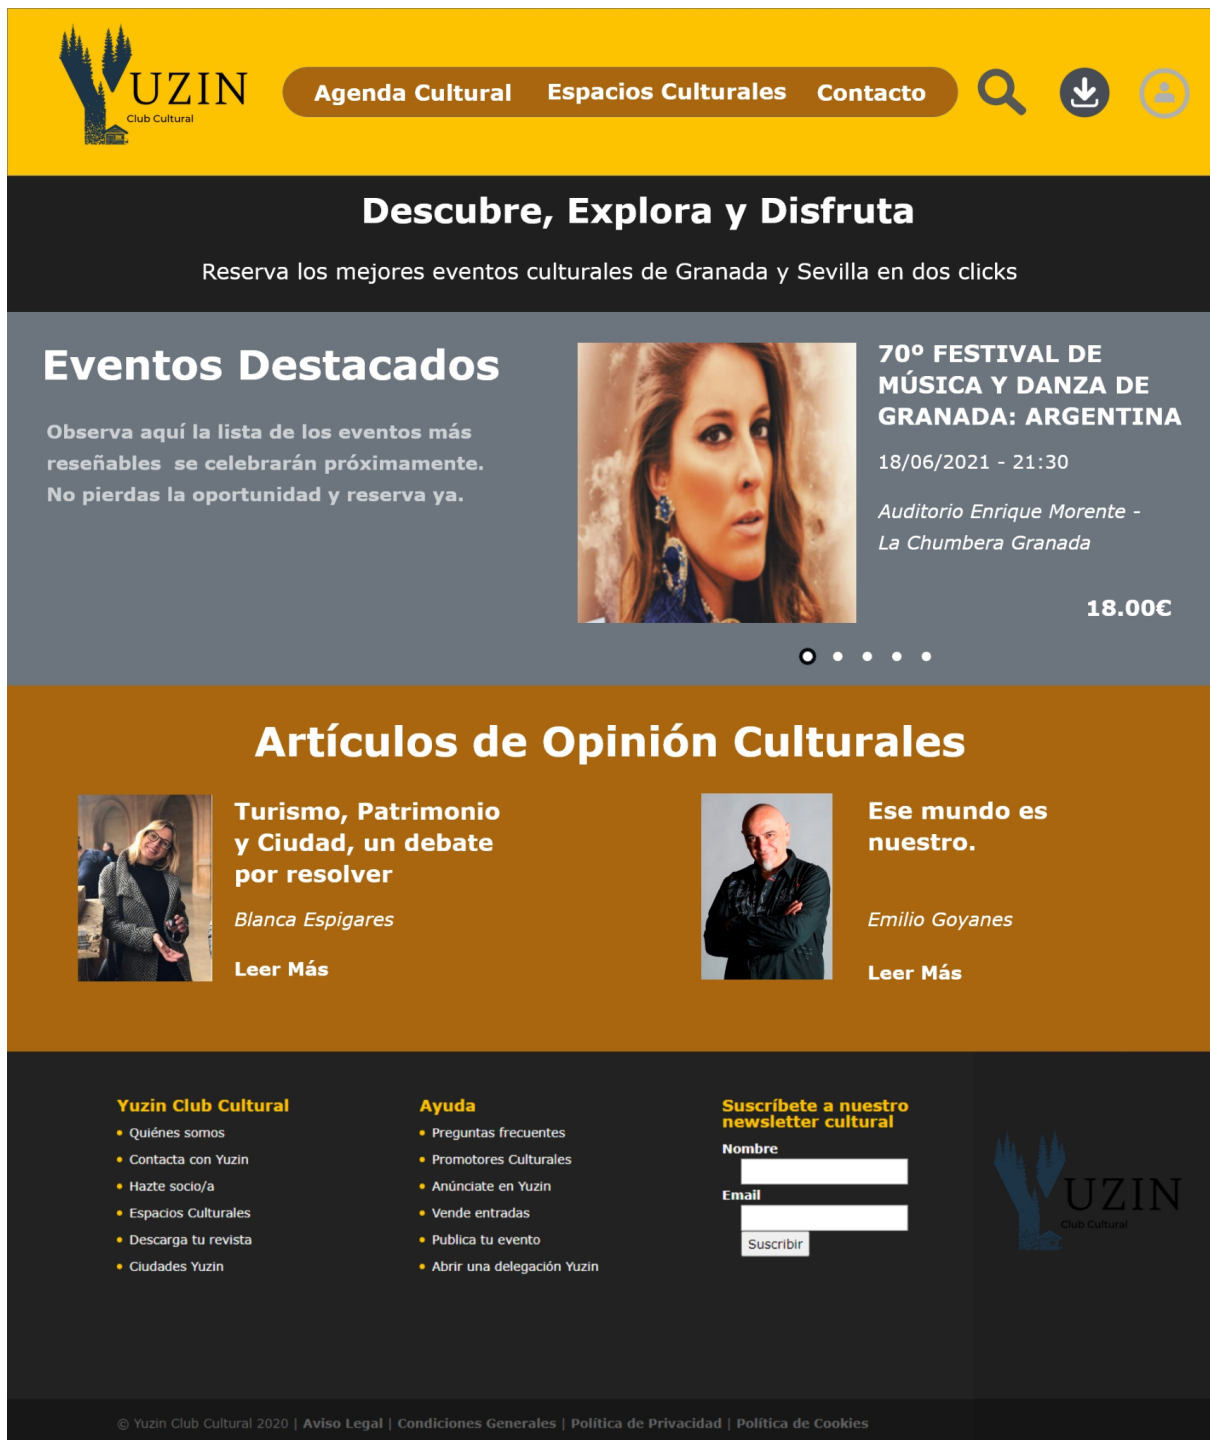 UZIN
Club Cultural
Agenda Cultural
Espacios Culturales
Contacto
Descubre, Explora y Disfruta
Reserva los mejores eventos culturales de Granada y Sevilla en dos clicks
Eventos Destacados
Observa aquí la lista de los eventos más
reseñables se celebrarán próximamente.
No pierdas la oportunidad y reserva ya.
70º FESTIVAL DE
MÚSICA Y DANZA DE
GRANADA: ARGENTINA
18/06/2021 - 21:30
Auditorio Enrique Morente -
La Chumbera Granada
18.00€
Artículos de Opinión Culturales
Turismo, Patrimonio
y Ciudad, un debate
por resolver
Blanca Espigares
Leer Más
Ese mundo es
nuestro.
Emilio Goyanes
Leer Más
Yuzin Club Cultural
Quiénes somos
Contacta con Yuzin
Hazte socio/a
Espacios Culturales
Descarga tu revista
Ciudades Yuzin
Ayuda
Preguntas frecuentes
Promotores Culturales
Anúnciate en Yuzin
Vende entradas
Publica tu evento
Abrir una delegación Yuzin
Suscríbete a nuestro
newsletter cultural
Nombre
Email
Suscribir
UZIN
Club Cultural
© Yuzin Club Cultural 2020 | Aviso Legal | Condiciones Generales | Política de Privacidad | Política de Cookies